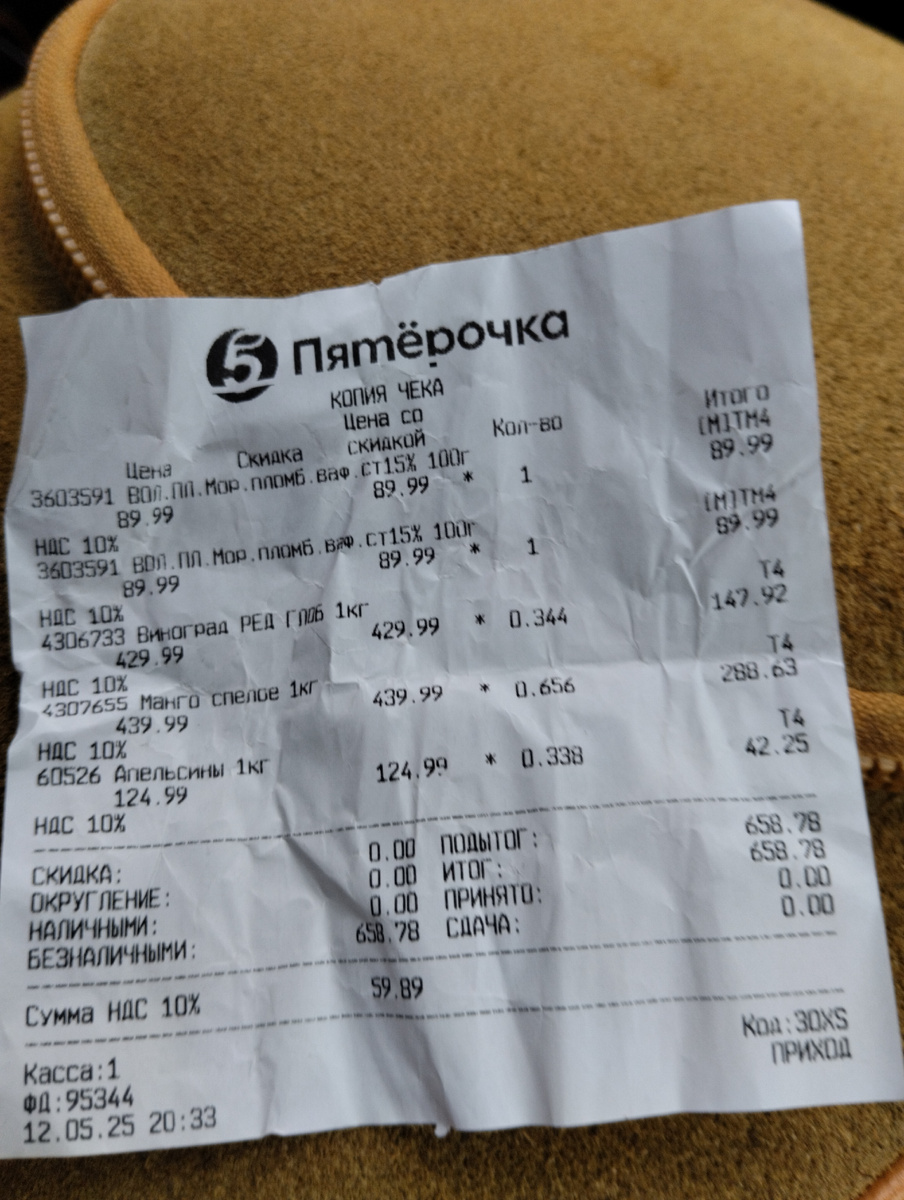 5 Пятёрочка
КОПИЯ ЧЕКА
Цена Скидка Цена со скидкой Кол-во Итого
3603591 ВОЛ.ПЛ.Мор.пломб.ваф.ст15% 100г [M]ТМ4
89.99 89.99 * 1 89.99
НДС 10%
3603591 ВОЛ.ПЛ.Мор.пломб.ваф.ст15% 100г [M]ТМ4
89.99 89.99 * 1 89.99
НДС 10%
4306733 Виноград РЕД ГЛОБ 1кг Т4
429.99 429.99 * 0.344 147.92
НДС 10%
4307655 Манго спелое 1кг Т4
439.99 439.99 * 0.656 288.63
НДС 10%
60526 Апельсины 1кг Т4
124.99 124.99 * 0.338 42.25
НДС 10%
СКИДКА: 0.00 ПОДЫТОГ: 658.78
ОКРУГЛЕНИЕ: 0.00 ИТОГ: 658.78
НАЛИЧНЫМИ: 0.00 ПРИНЯТО: 0.00
БЕЗНАЛИЧНЫМИ: 658.78 СДАЧА: 0.00
Сумма НДС 10% 59.89
Касса:1 Код:30XS
ФД:95344 ПРИХОД
12.05.25 20:33